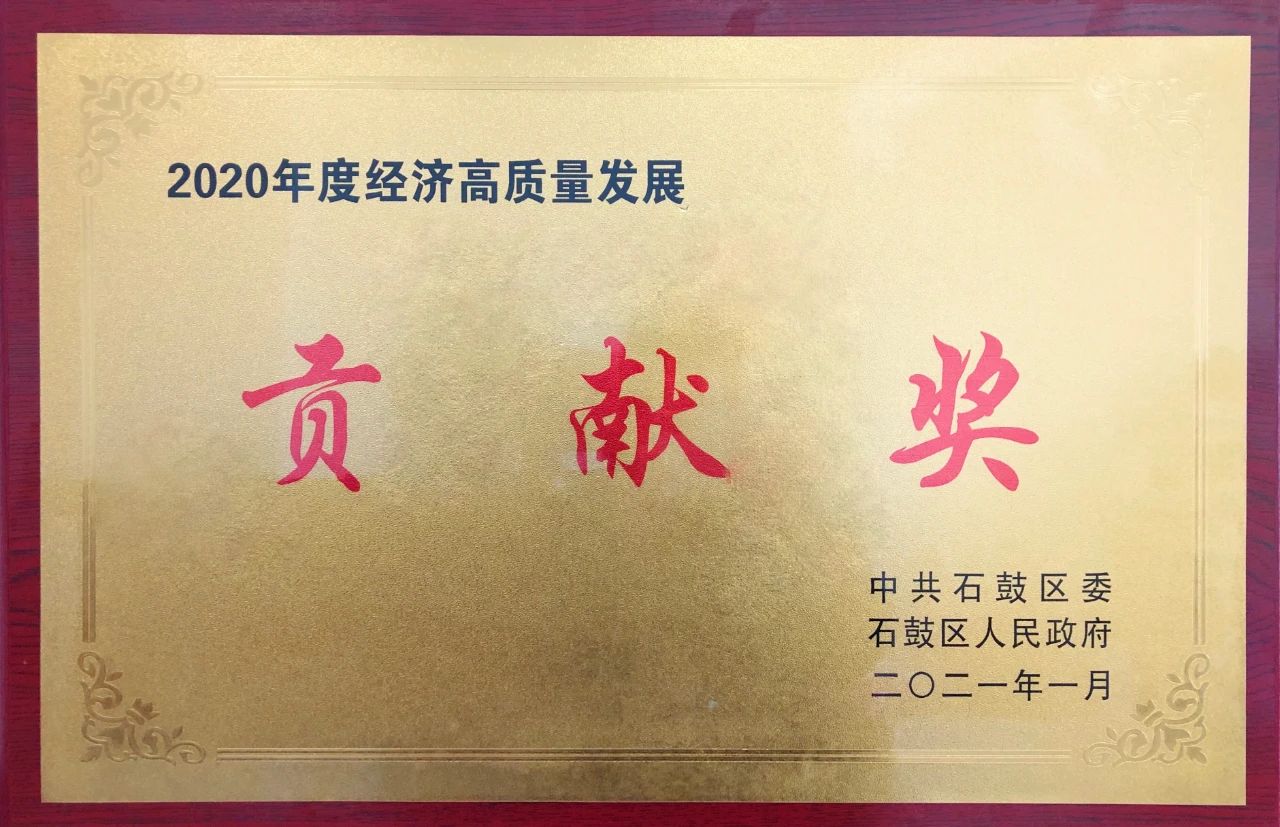 2020年度经济高质量发展
贡献奖
中共石鼓区委
石鼓区人民政府
二〇二一年一月